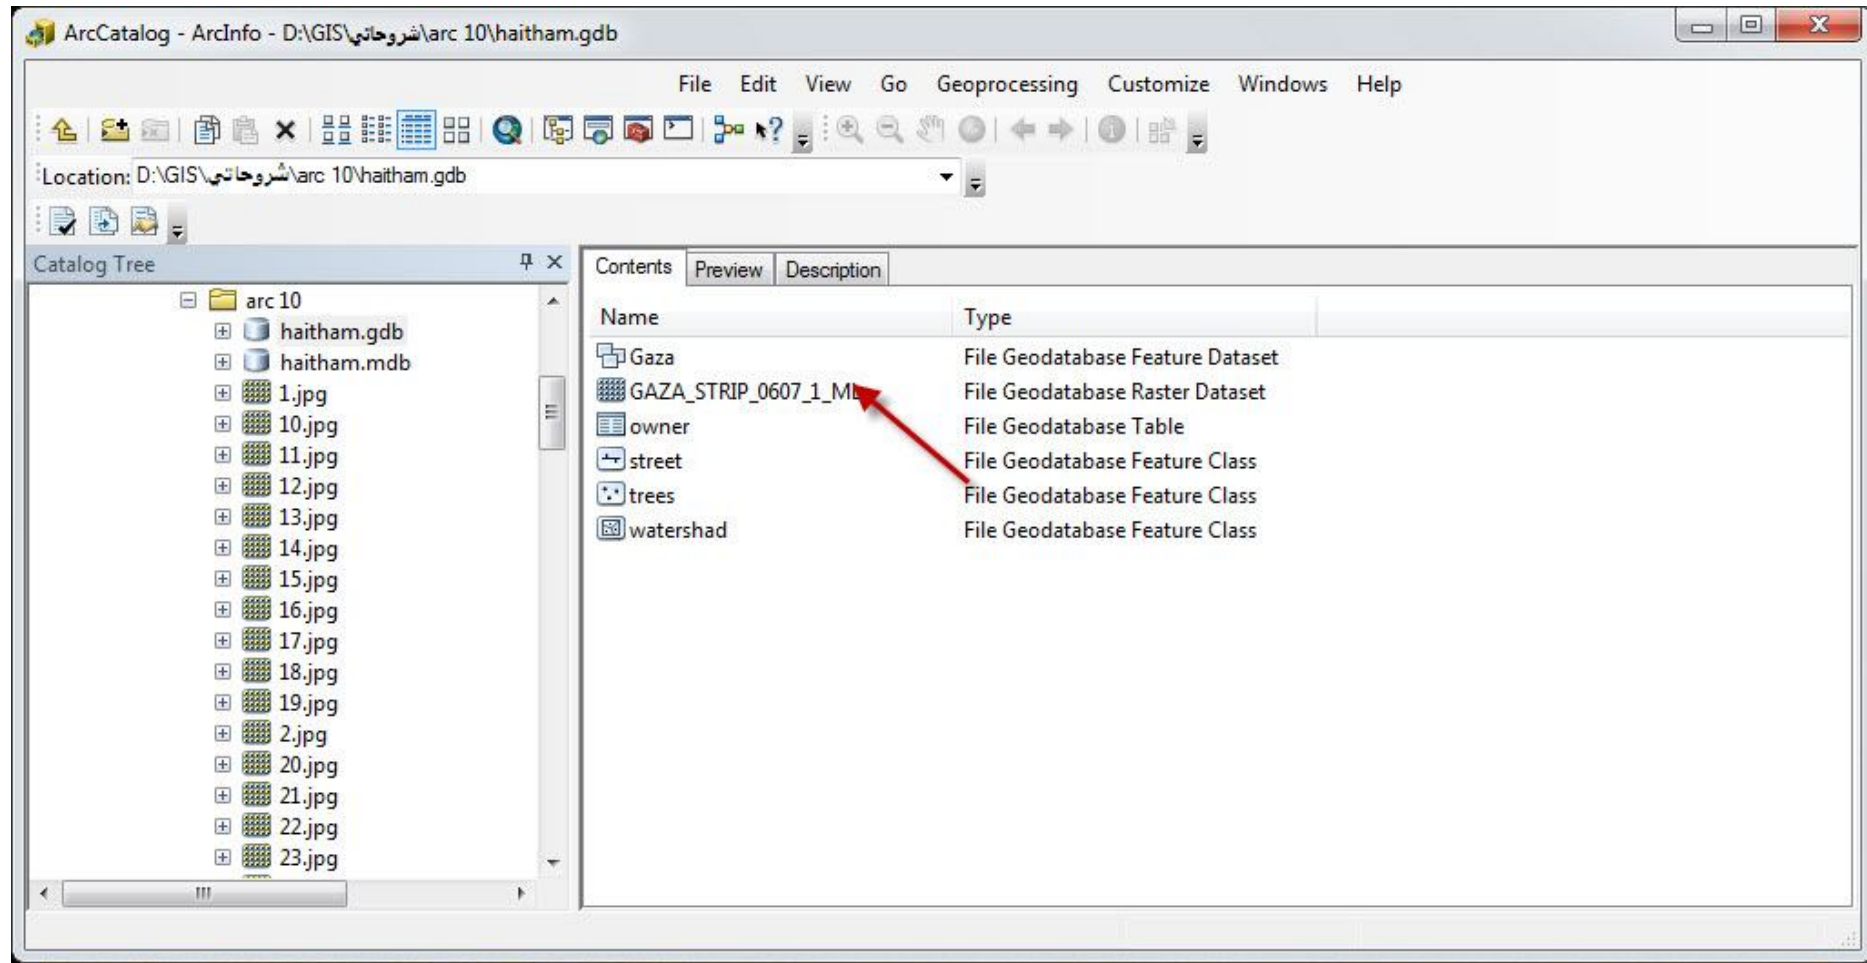 ArcCatalog - ArcInfo - D:\GIS\شروحاتي\arc 10\haitham.gdb
File Edit View Go Geoprocessing Customize Windows Help
Location: D:\GIS\شروحاتي\arc 10\haitham.gdb
Catalog Tree
arc 10
haitham.gdb
haitham.mdb
1.jpg
10.jpg
11.jpg
12.jpg
13.jpg
14.jpg
15.jpg
16.jpg
17.jpg
18.jpg
19.jpg
2.jpg
20.jpg
21.jpg
22.jpg
23.jpg
Contents Preview Description
Name Type
Gaza File Geodatabase Feature Dataset
File Geodatabase Raster Dataset
owner File Geodatabase Table
street File Geodatabase Feature Class
trees File Geodatabase Feature Class
watershad File Geodatabase Feature Class